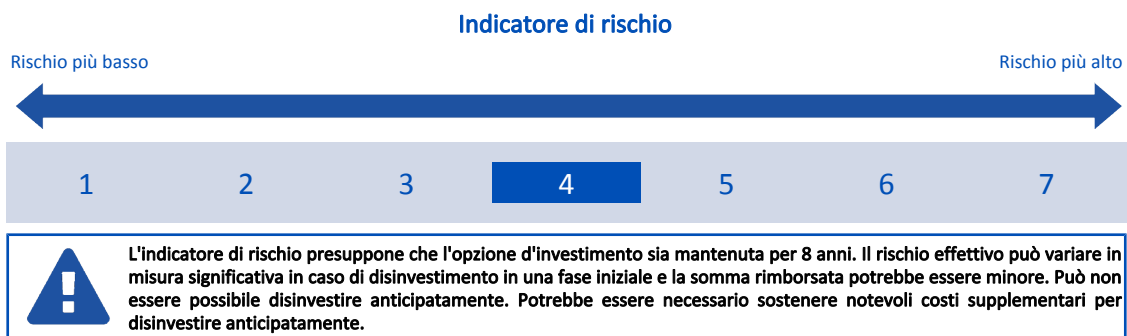 Indicatore di rischio
Rischio più basso Rischio più alto
1 2 3 4 5 6 7
L'indicatore di rischio presuppone che l'opzione d'investimento sia mantenuta per 8 anni. Il rischio effettivo può variare in
misura significativa in caso di disinvestimento in una fase iniziale e la somma rimborsata potrebbe essere minore. Può non
essere possibile disinvestire anticipatamente. Potrebbe essere necessario sostenere notevoli costi supplementari per
disinvestire anticipatamente.